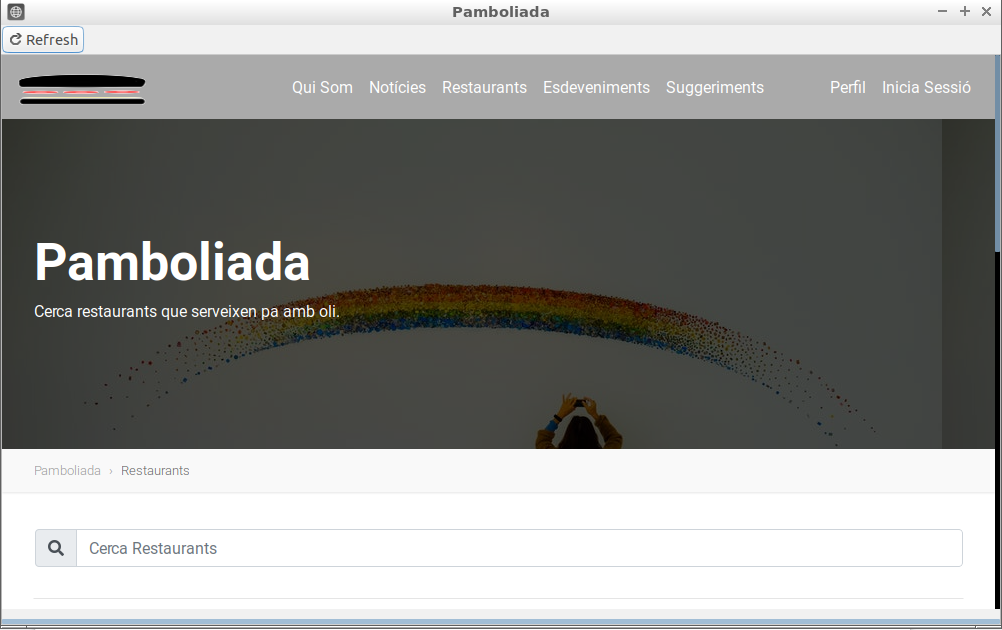 Pamboliada
Refresh
Qui Som Notícies Restaurants Esdeveniments Suggeriments Perfil Inicia Sessió
Pamboliada
Cerca restaurants que serveixen pa amb oli.
Pamboliada › Restaurants
Cerca Restaurants